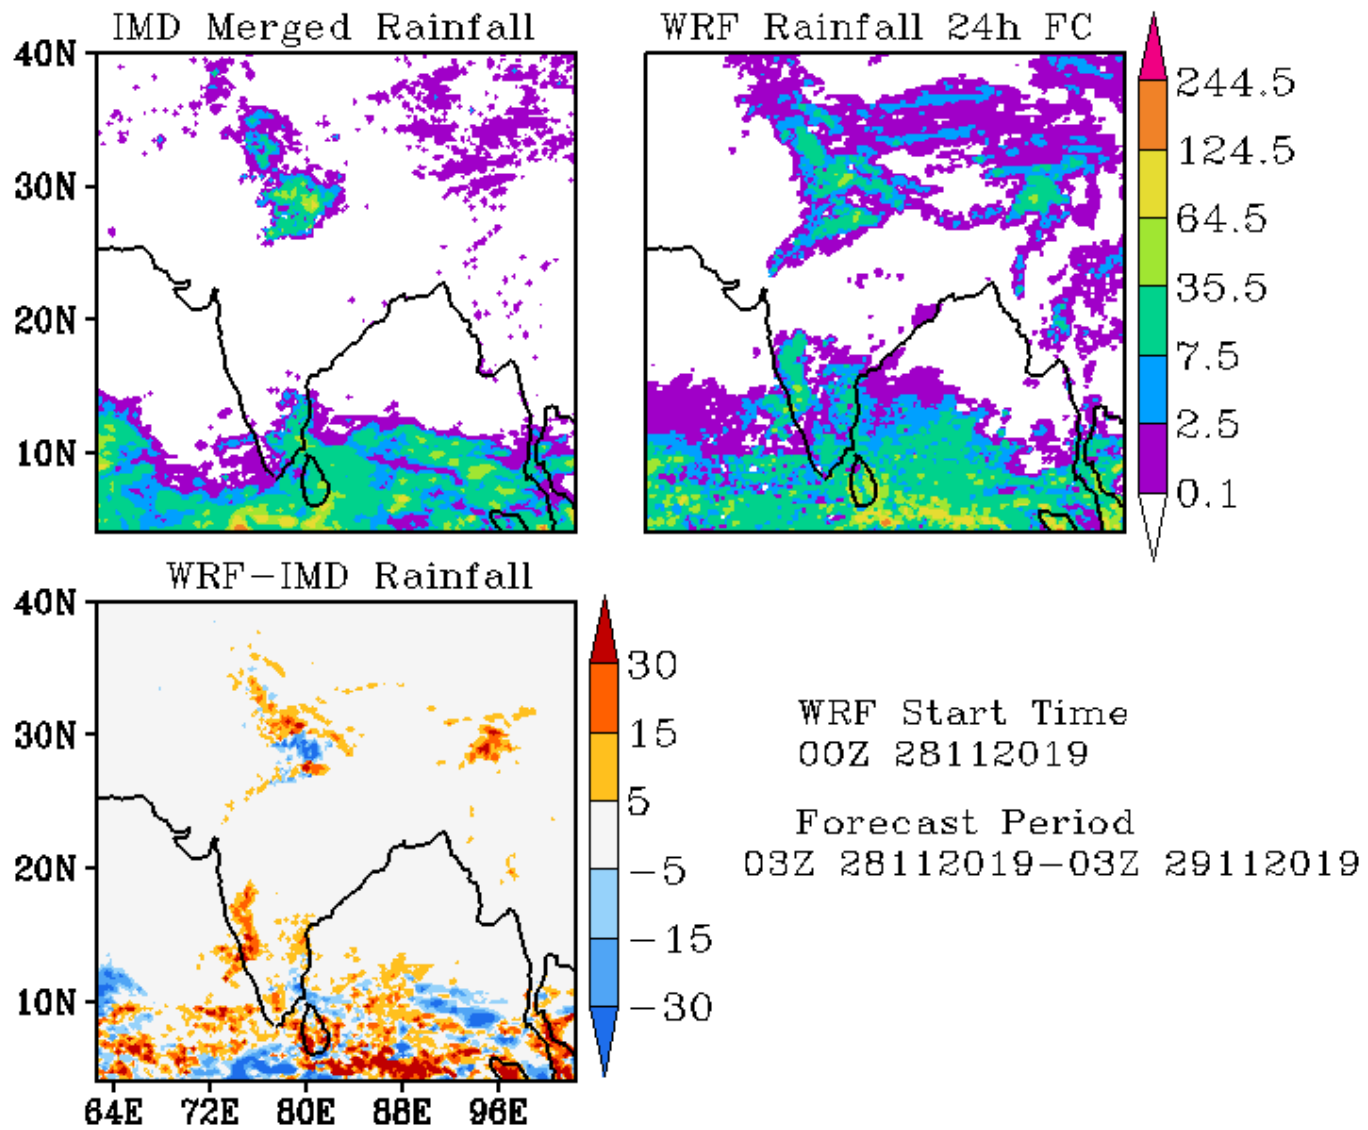 IMD Merged Rainfall
WRF Rainfall 24h FC
40N
30N
20N
10N
244.5
124.5
64.5
35.5
7.5
2.5
0.1
WRF-IMD Rainfall
40N
30N
20N
10N
64E 72E 80E 88E 96E
30
15
5
-5
-15
-30
WRF Start Time
00Z 28112019
Forecast Period
03Z 28112019-03Z 29112019